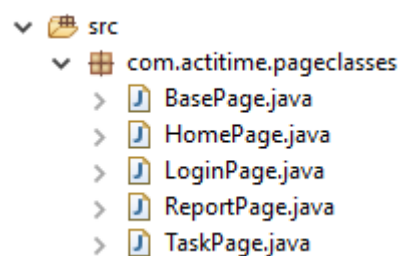 src
com.actitime.pageclasses
BasePage.java
HomePage.java
LoginPage.java
ReportPage.java
TaskPage.java